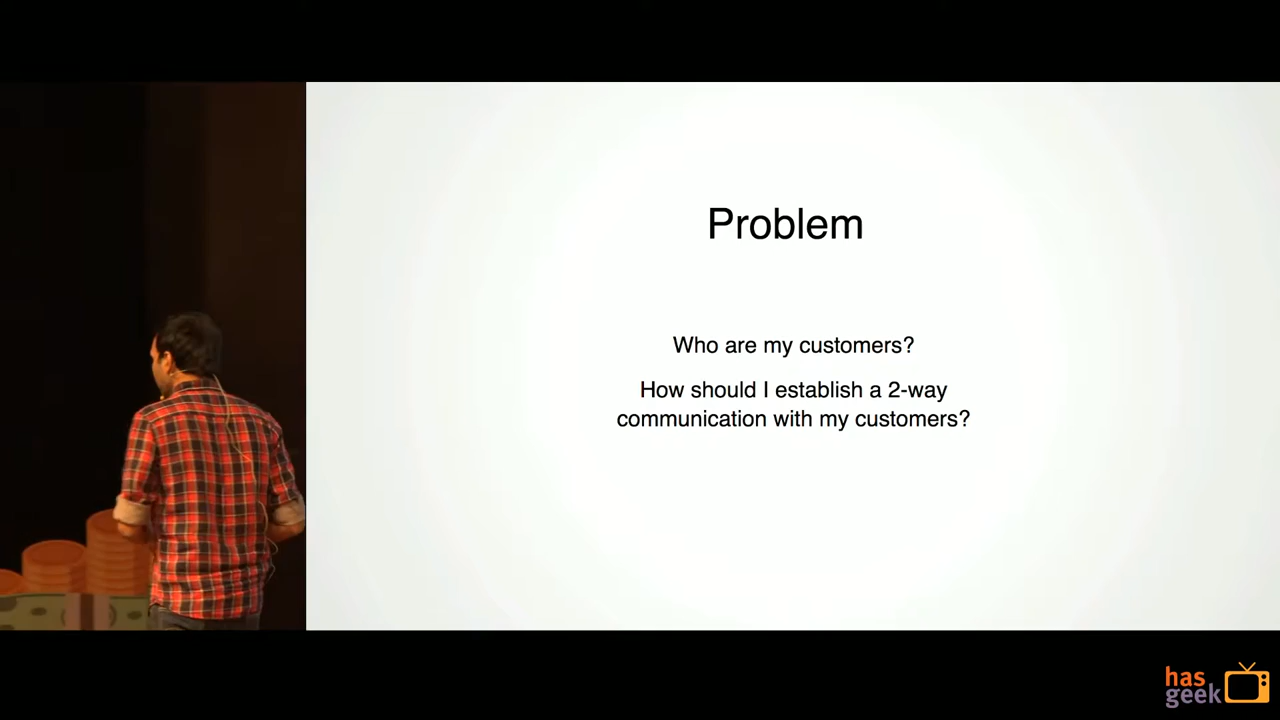 Problem
Who are my customers?
How should I establish a 2-way
communication with my customers?
has
geek